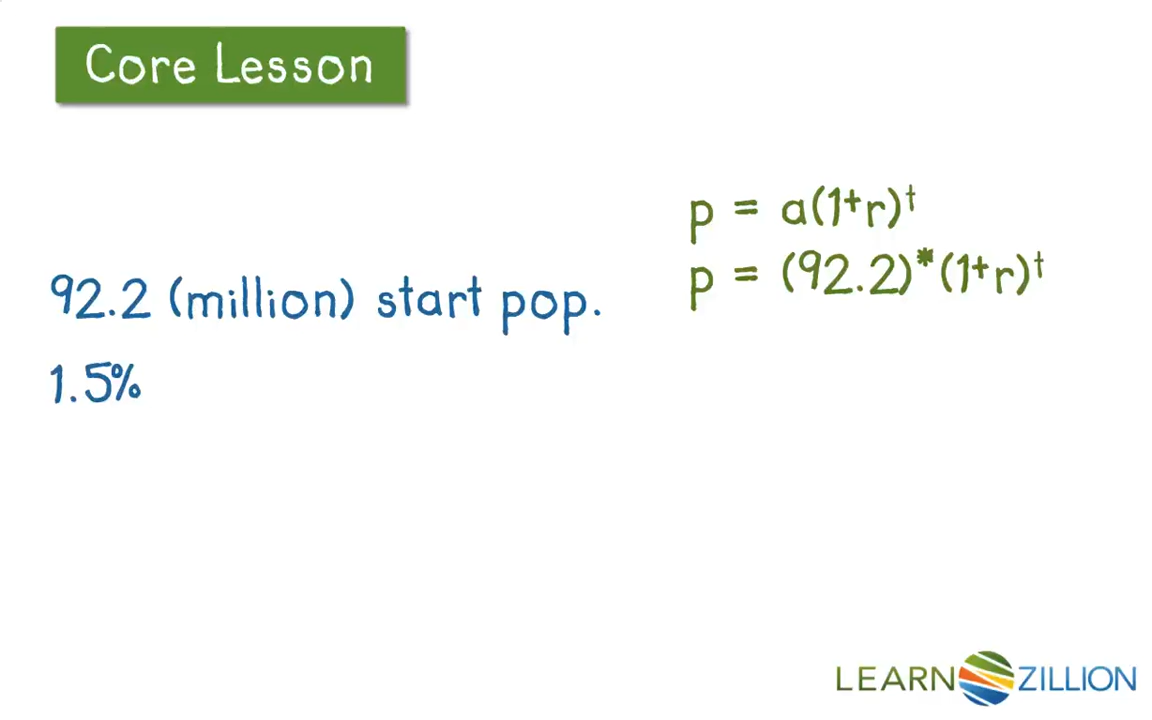 Core Lesson
p = a(1+r)^t
p = (92.2)*(1+r)^t
92.2 (million) start pop.
1.5%
LEARNZILLION